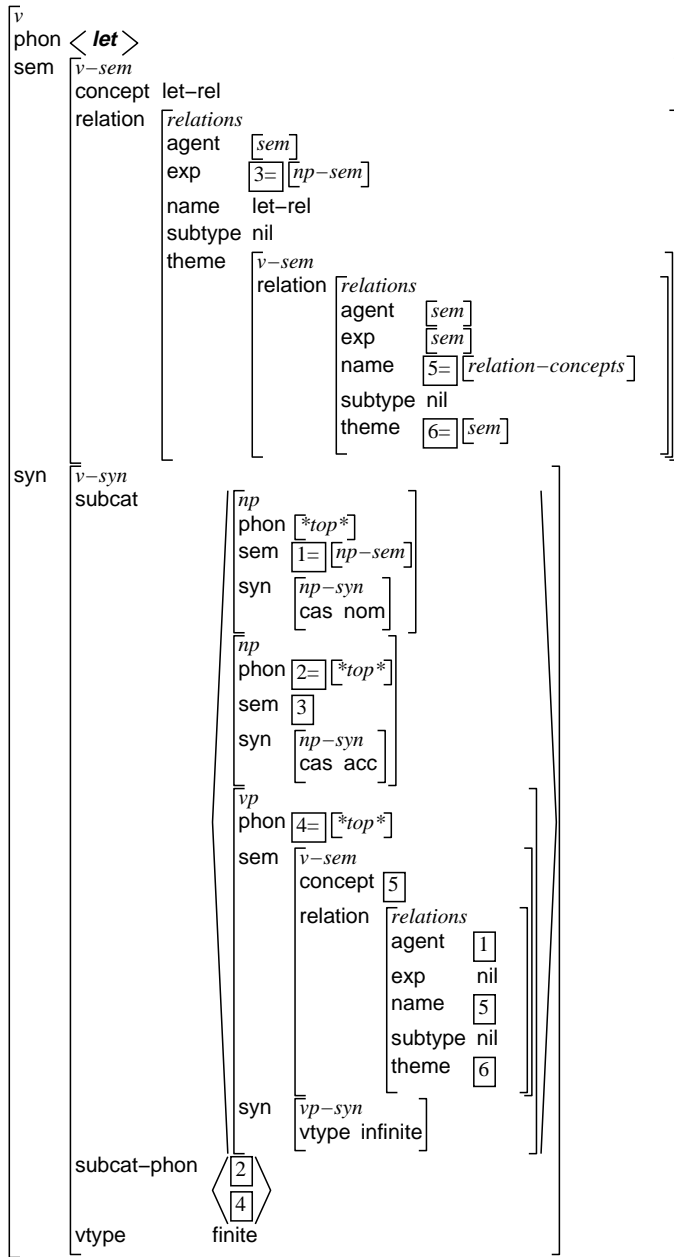 v
phon < let >
sem v−sem
concept let−rel
relation relations
agent sem
exp 3= np−sem
name let−rel
subtype nil
theme v−sem
relation relations
agent sem
exp sem
name 5= relation−concepts
subtype nil
theme 6= sem
syn v−syn
subcat np
phon *top*
sem 1= np−sem
syn np−syn
cas nom
np
phon 2= *top*
sem 3
syn np−syn
cas acc
vp
phon 4= *top*
sem v−sem
concept 5
relation relations
agent 1
exp nil
name 5
subtype nil
theme 6
syn vp−syn
vtype infinite
subcat−phon 2
4
vtype finite